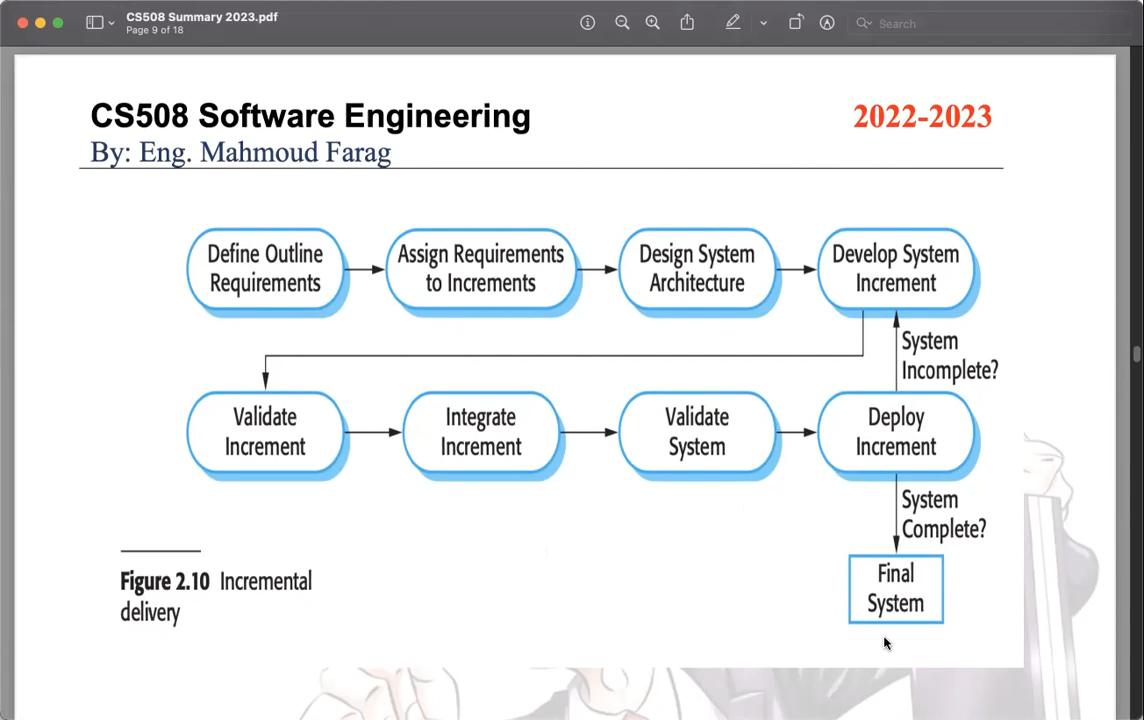 CS508 Summary 2023.pdf
Page 9 of 18
Search
CS508 Software Engineering
2022-2023
By: Eng. Mahmoud Farag
Define Outline
Requirements
Assign Requirements
to Increments
Design System
Architecture
Develop System
Increment
System
Incomplete?
Validate
Increment
Integrate
Increment
Validate
System
Deploy
Increment
System
Complete?
Final
System
Figure 2.10 Incremental
delivery